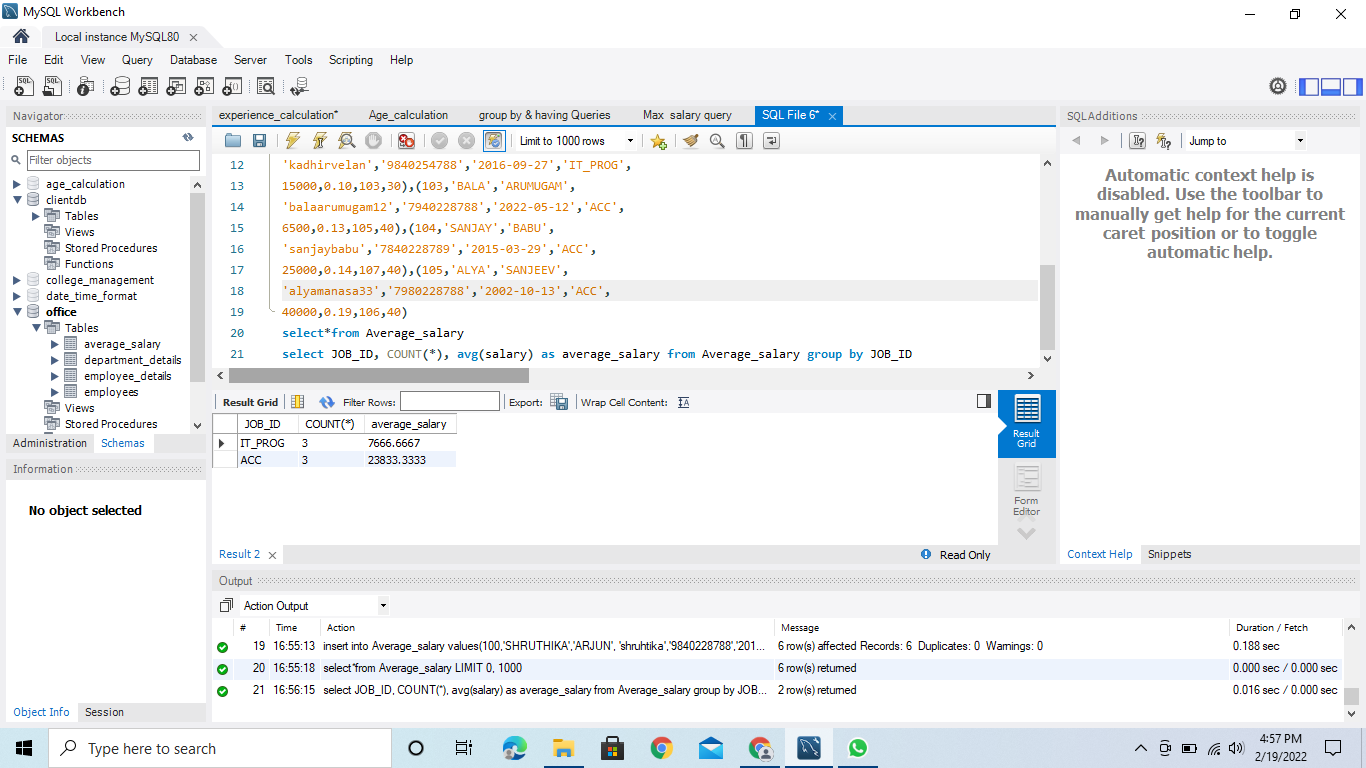 MySQL Workbench
Local instance MySQL80
File Edit View Query Database Server Tools Scripting Help
Navigator
SCHEMAS
Filter objects
age_calculation
clientdb
Tables
Views
Stored Procedures
Functions
college_management
date_time_format
office
Tables
average_salary
department_details
employee_details
employees
Views
Stored Procedures
Administration Schemas
Information
No object selected
Object Info Session
experience_calculation* Age_calculation group by & having Queries Max salary query SQL File 6*
Limit to 1000 rows
12 'kadhirvelan','9840254788','2016-09-27','IT_PROG',
13 15000,0.10,103,30),(103,'BALA','ARUMUGAM',
14 'balaarumugam12','7940228788','2022-05-12','ACC',
15 6500,0.13,105,40),(104,'SANJAY','BABU',
16 'sanjaybabu','7840228789','2015-03-29','ACC',
17 25000,0.14,107,40),(105,'ALYA','SANJEEV',
18 'alyamanasa33','7980228788','2002-10-13','ACC',
19 40000,0.19,106,40)
20 select*from Average_salary
21 select JOB_ID, COUNT(*), avg(salary) as average_salary from Average_salary group by JOB_ID
Result Grid Filter Rows: Export: Wrap Cell Content:
JOB_ID COUNT(*) average_salary
IT_PROG 3 7666.6667
ACC 3 23833.3333
Result
Grid
Form
Editor
Result 2
Read Only
SQLAdditions
Jump to
Automatic context help is
disabled. Use the toolbar to
manually get help for the current
caret position or to toggle
automatic help.
Context Help Snippets
Output
Action Output
# Time Action Message Duration / Fetch
19 16:55:13 insert into Average_salary values(100,'SHRUTHIKA','ARJUN', 'shruhtika','9840228788','201... 6 row(s) affected Records: 6 Duplicates: 0 Warnings: 0 0.188 sec
20 16:55:18 select*from Average_salary LIMIT 0, 1000 6 row(s) returned 0.000 sec / 0.000 sec
21 16:56:15 select JOB_ID, COUNT(*), avg(salary) as average_salary from Average_salary group by JOB... 2 row(s) returned 0.016 sec / 0.000 sec
Type here to search
4:57 PM
2/19/2022